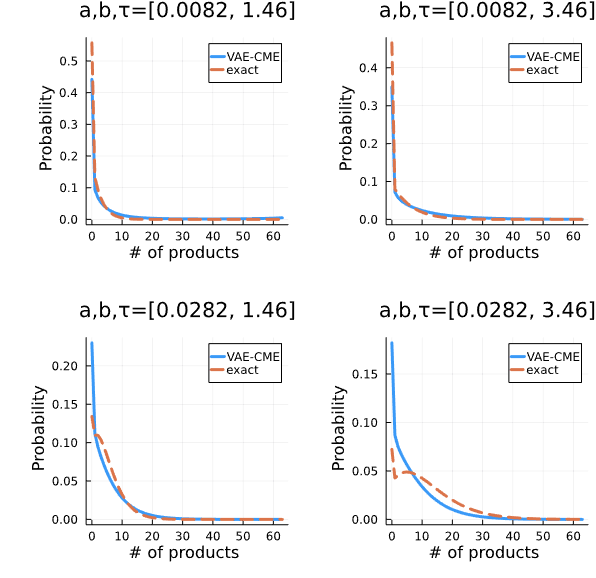 a,b,τ=[0.0082, 1.46]
Probability
0.5
0.4
0.3
0.2
0.1
0.0
VAE-CME
exact
0 10 20 30 40 50 60
# of products
a,b,τ=[0.0082, 3.46]
Probability
0.4
0.3
0.2
0.1
0.0
VAE-CME
exact
0 10 20 30 40 50 60
# of products
a,b,τ=[0.0282, 1.46]
Probability
0.20
0.15
0.10
0.05
0.00
VAE-CME
exact
0 10 20 30 40 50 60
# of products
a,b,τ=[0.0282, 3.46]
Probability
0.15
0.10
0.05
0.00
VAE-CME
exact
0 10 20 30 40 50 60
# of products